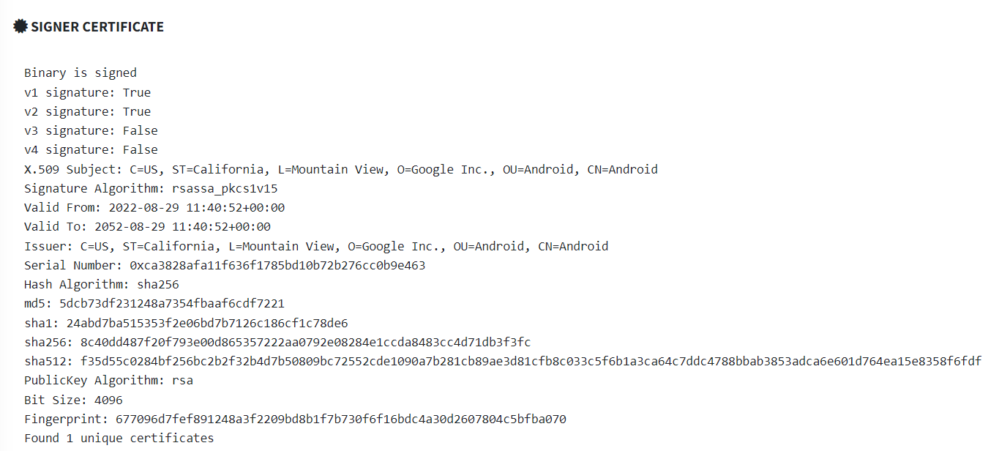 SIGNER CERTIFICATE
Binary is signed
v1 signature: True
v2 signature: True
v3 signature: False
v4 signature: False
X.509 Subject: C=US, ST=California, L=Mountain View, O=Google Inc., OU=Android, CN=Android
Signature Algorithm: rsassa_pkcs1v15
Valid From: 2022-08-29 11:40:52+00:00
Valid To: 2052-08-29 11:40:52+00:00
Issuer: C=US, ST=California, L=Mountain View, O=Google Inc., OU=Android, CN=Android
Serial Number: 0xca3828afa11f636f1785bd10b72b276cc0b9e463
Hash Algorithm: sha256
md5: 5dcb73df231248a7354fbaaf6cdf7221
sha1: 24abd7ba515353f2e06bd7b7126c186cf1c78de6
sha256: 8c40dd487f20f793e00d865357222aa0792e08284e1ccda8483cc4d71db3f3fc
sha512: f35d55c0284bf256bc2b2f32b4d7b50809bc72552cde1090a7b281cb89ae3d81cfb8c033c5f6b1a3ca64c7ddc4788bbab3853adca6e601d764ea15e8358f6fdf
PublicKey Algorithm: rsa
Bit Size: 4096
Fingerprint: 677096d7fef891248a3f2209bd8b1f7b730f6f16bdc4a30d2607804c5bfba070
Found 1 unique certificates